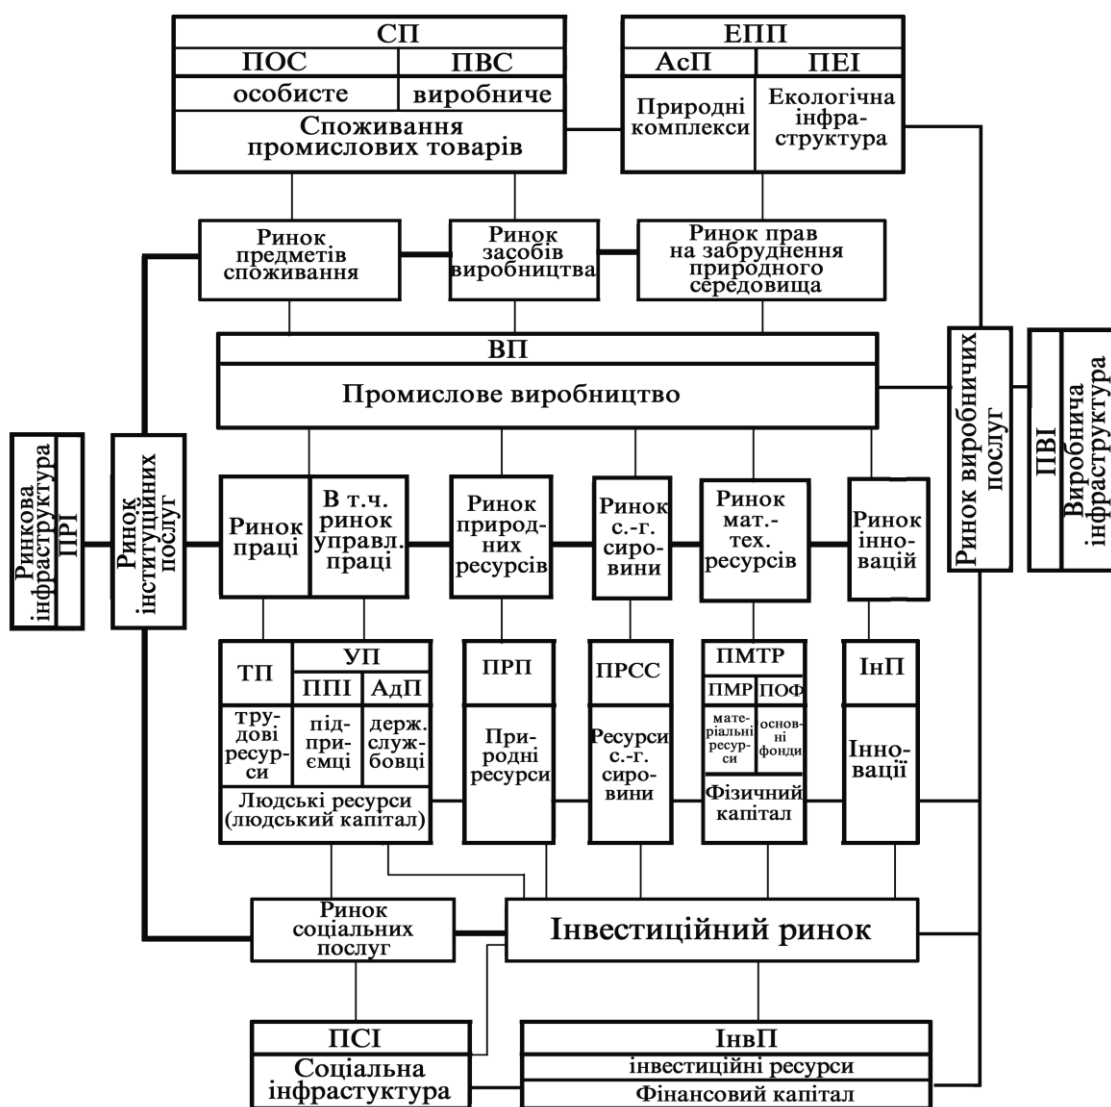 СП
ПОС
ПВС
особисте
виробниче
Споживання
промислових товарів
ЕПП
АсП
ПЕІ
Природні
комплекси
Екологічна
інфра-
структура
Ринок
предметів
споживання
Ринок
засобів
виробництва
Ринок прав
на забруднення
природного
середовища
ВП
Промислове виробництво
Ринок виробничих
послуг
ПВІ
Виробнича
інфраструктура
Ринкова
інфраструктура
ПРІ
Ринок
інституційних
послуг
Ринок
праці
В т.ч.
ринок
управл.
праці
Ринок
природ-
них
ресурсів
Ринок
с.-г.
сиро-
вини
Ринок
мат.-
тех.
ресурсів
Ринок
інно-
вацій
ТП
УП
ППІ
АдП
тру-
дові
ресур-
си
під-
при-
ємці
держ.
служ-
бовці
Людські ресурси
(людський капітал)
ПРП
При-
родні
ресурси
ПРСС
Ресурси
с.-г.
сиро-
вини
ПМТР
ПМР
ПОФ
мате-
ріальні
ресур-
си
основ-
ні
фонди
Фізичний
капітал
ІнП
Інно-
вації
Ринок
соціальних
послуг
Інвестиційний ринок
ПСІ
Соціальна
інфрастуктура
ІнвП
інвестиційні ресурси
Фінансовий капітал